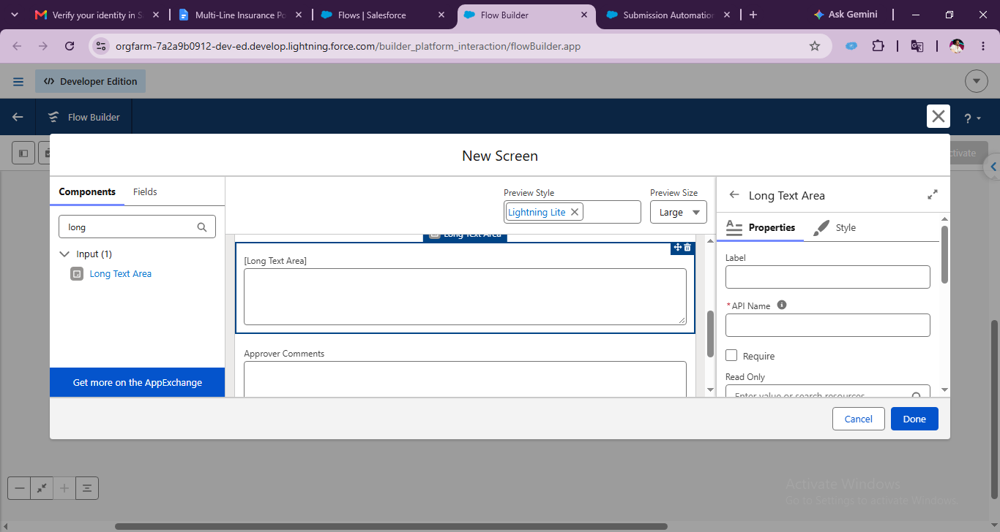 Verify your identity in S
Multi-Line Insurance Po
Flows | Salesforce
Flow Builder
Submission Automation
Ask Gemini
orgfarm-7a2a9b0912-dev-ed.develop.lightning.force.com/builder_platform_interaction/flowBuilder.app
Developer Edition
Flow Builder
?
ctivate
New Screen
Components
Fields
Preview Style
Preview Size
Long Text Area
Lightning Lite
Large
long
Properties
Style
Long Text Area
Input (1)
Label
[Long Text Area]
Long Text Area
*API Name
Approver Comments
Require
Read Only
Get more on the AppExchange
Enter value or search resources...
Cancel
Done
Activate Windows
Go to Settings to activate Windows.